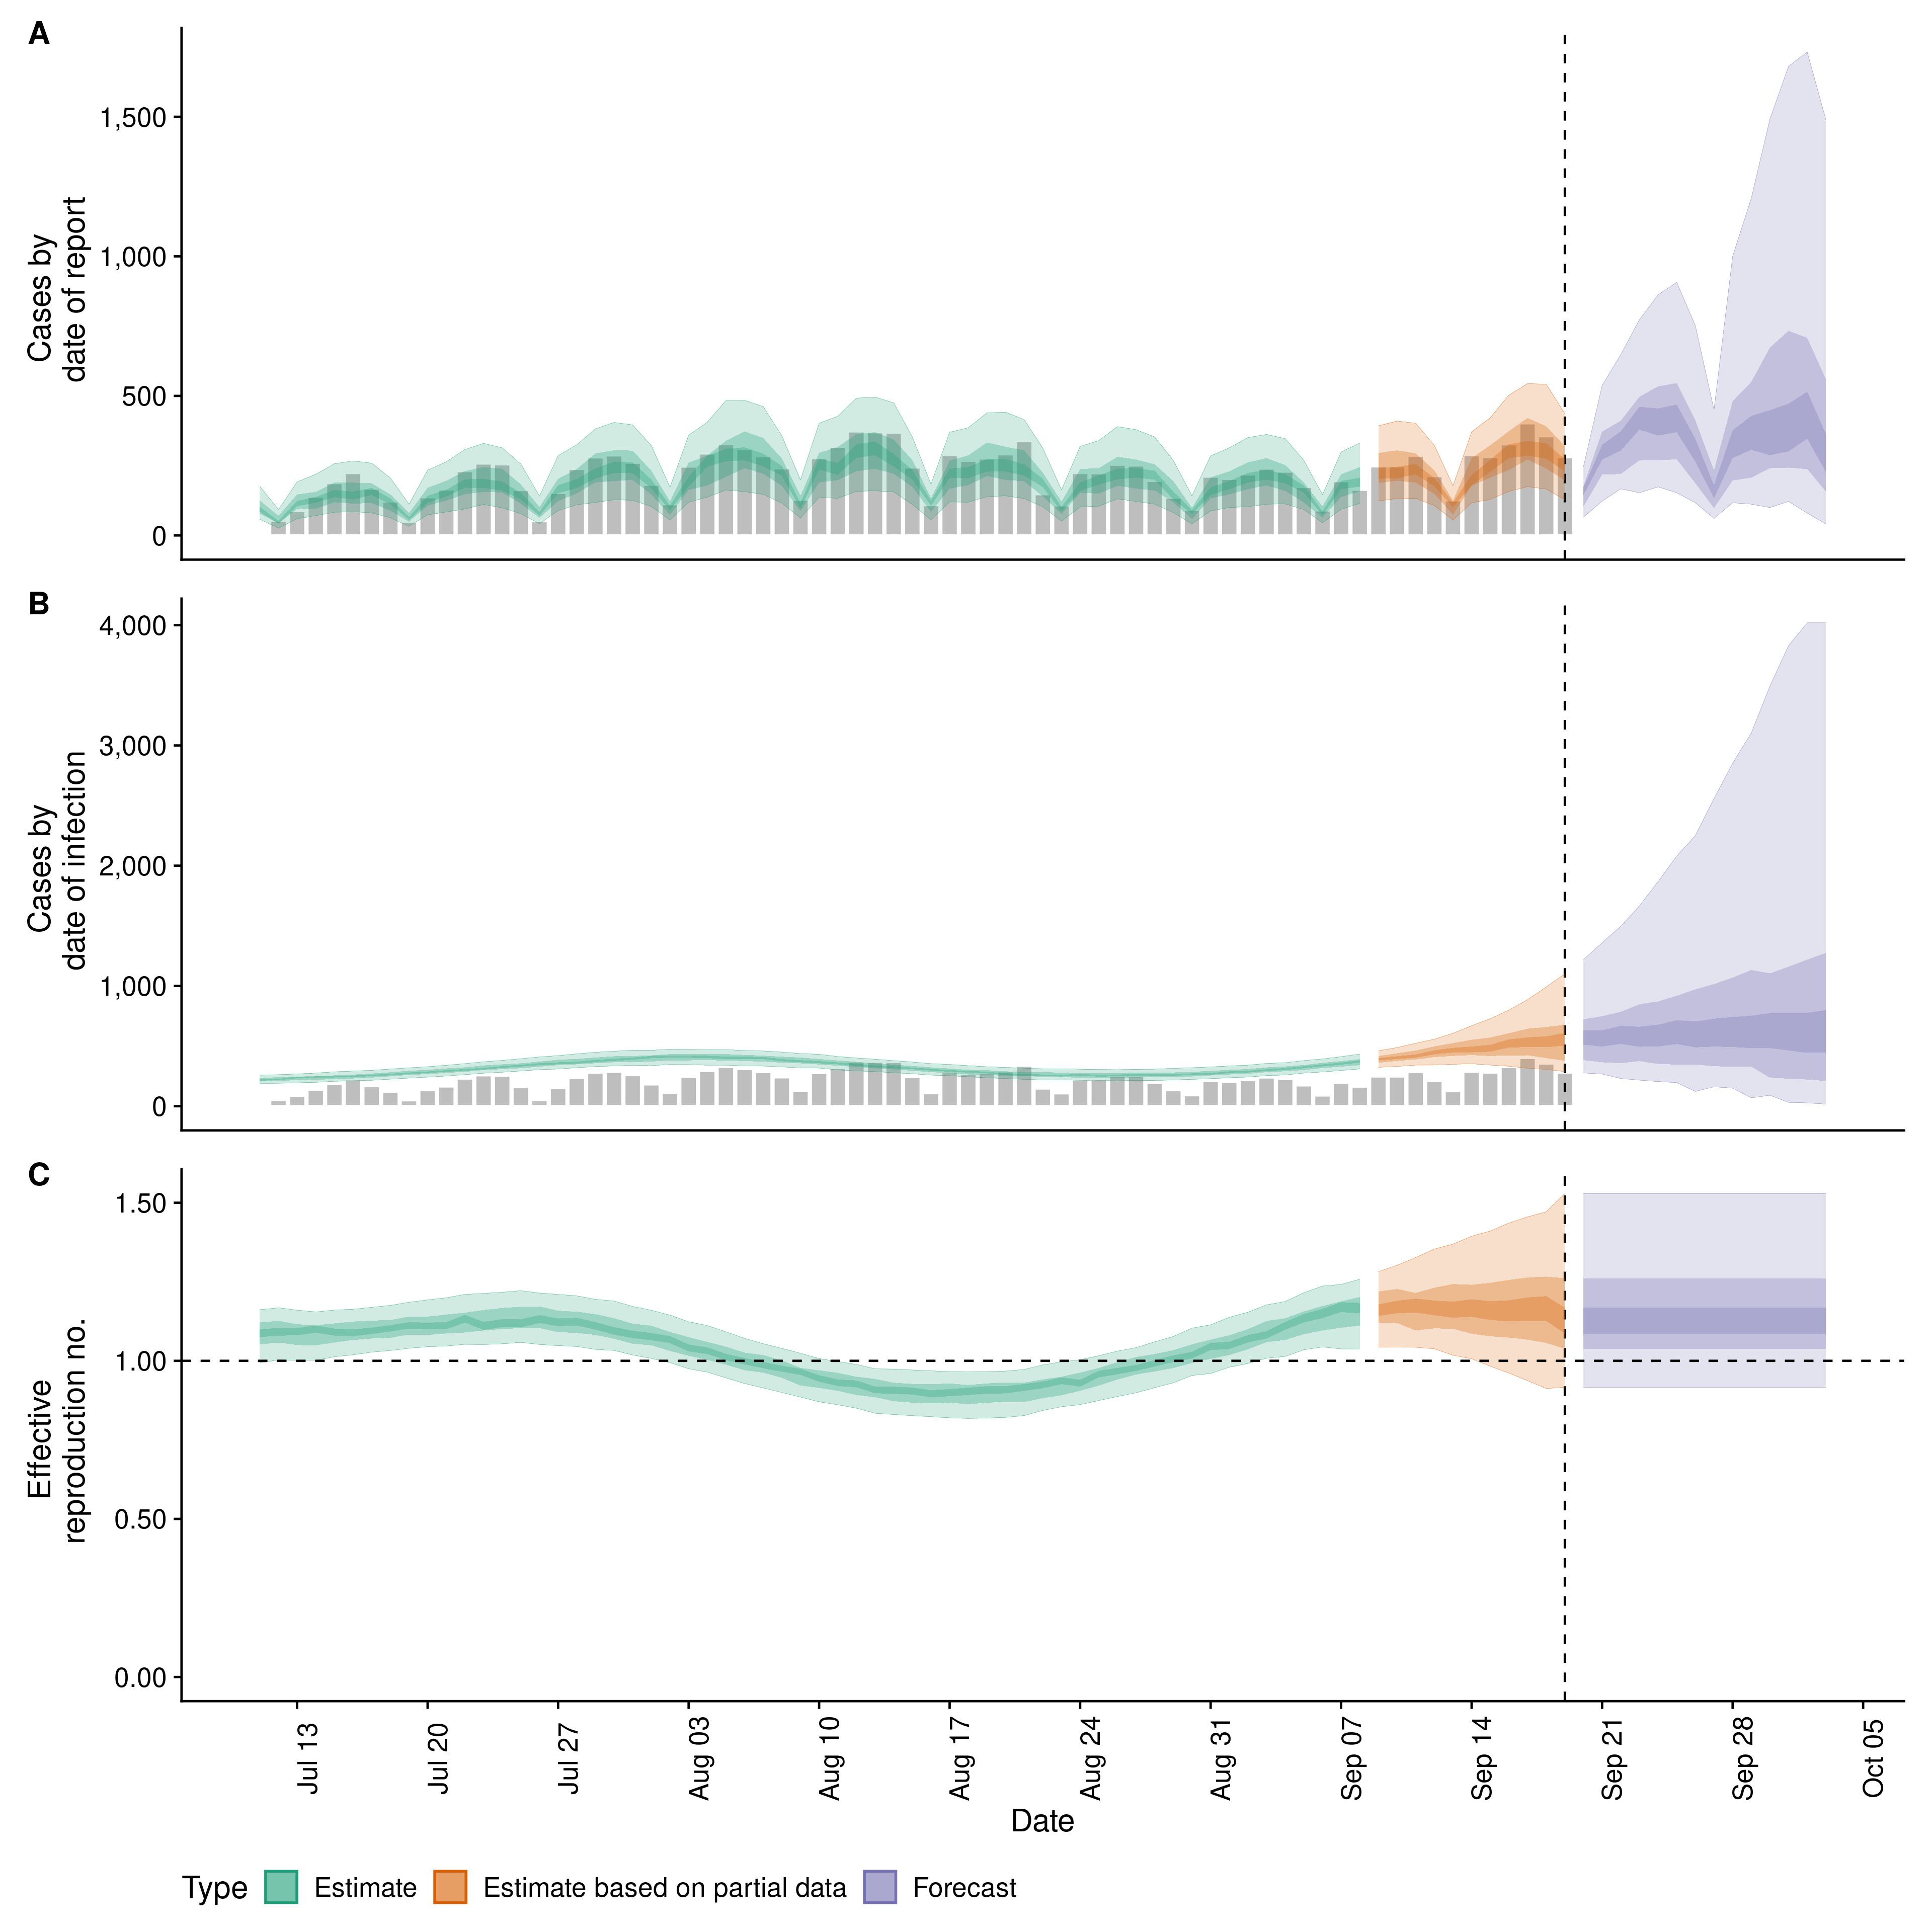 A
Cases by
date of report
1,500
1,000
500
0
B
Cases by
date of infection
4,000
3,000
2,000
1,000
0
C
Effective
reproduction no.
1.50
1.00
0.50
0.00
Jul 13
Jul 20
Jul 27
Aug 03
Aug 10
Aug 17
Aug 24
Aug 31
Sep 07
Sep 14
Sep 21
Sep 28
Oct 05
Date
Type Estimate Estimate based on partial data Forecast